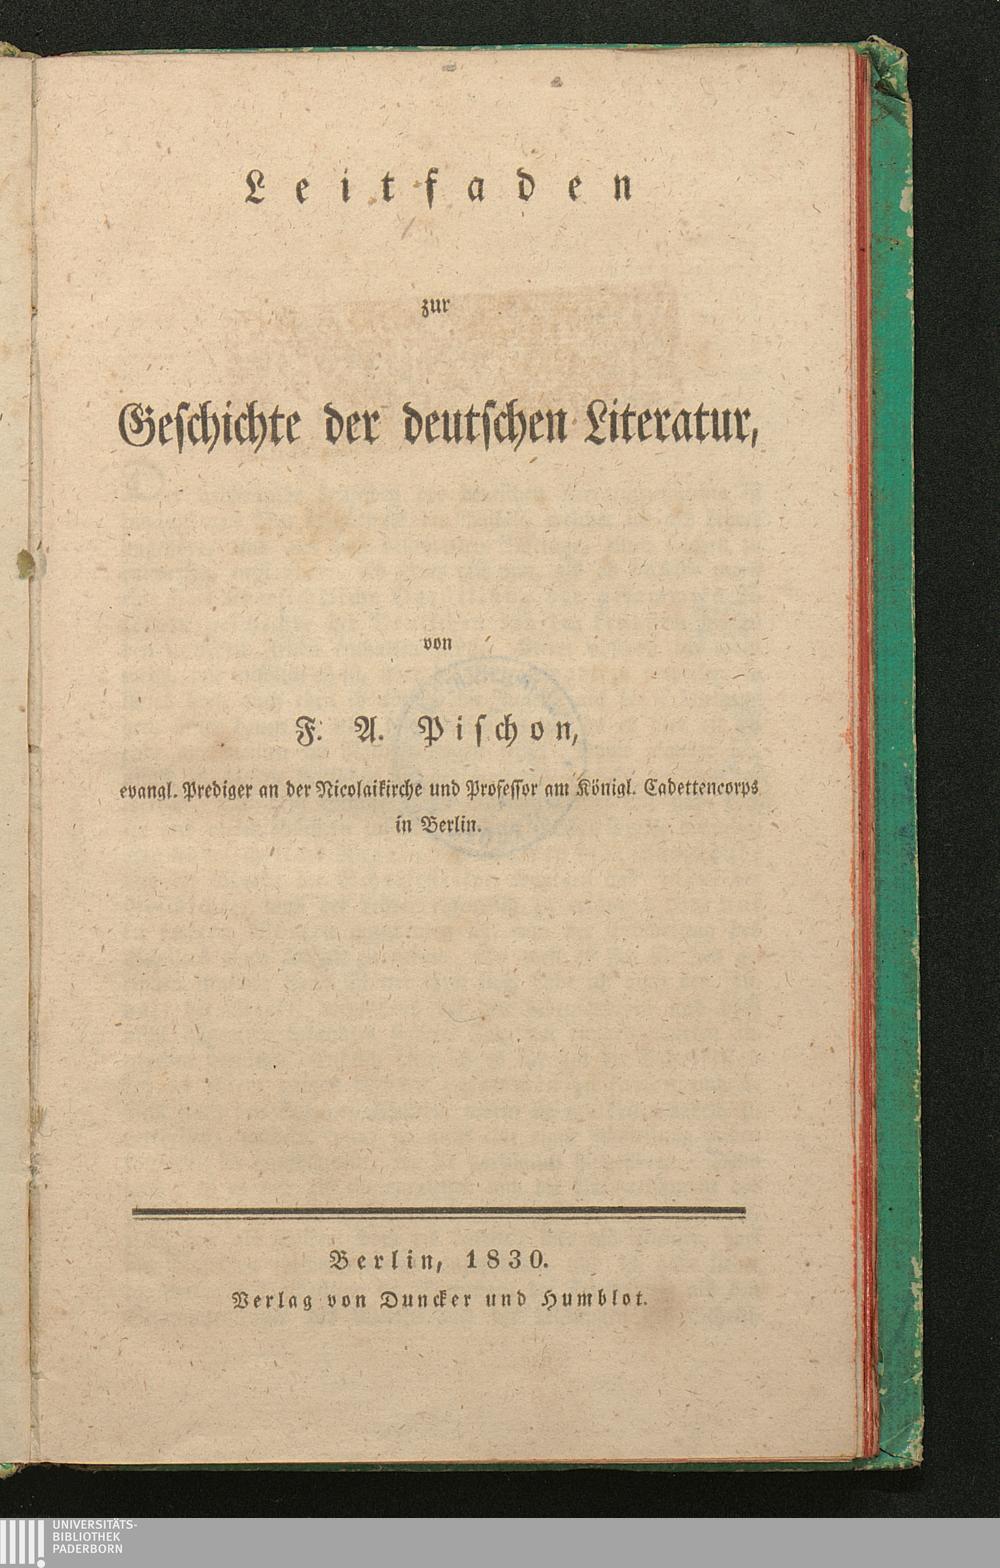 Leitfaden
zur
Geschichte der deutschen Literatur,
von
F. A. Pischon,
evangl. Prediger an der Nicolaikirche und Professor am Königl. Cadettencorps
in Berlin.
Berlin, 1830.
Verlag von Duncker und Humblot.
UNIVERSITÄTS-
BIBLIOTHEK
PADERBORN